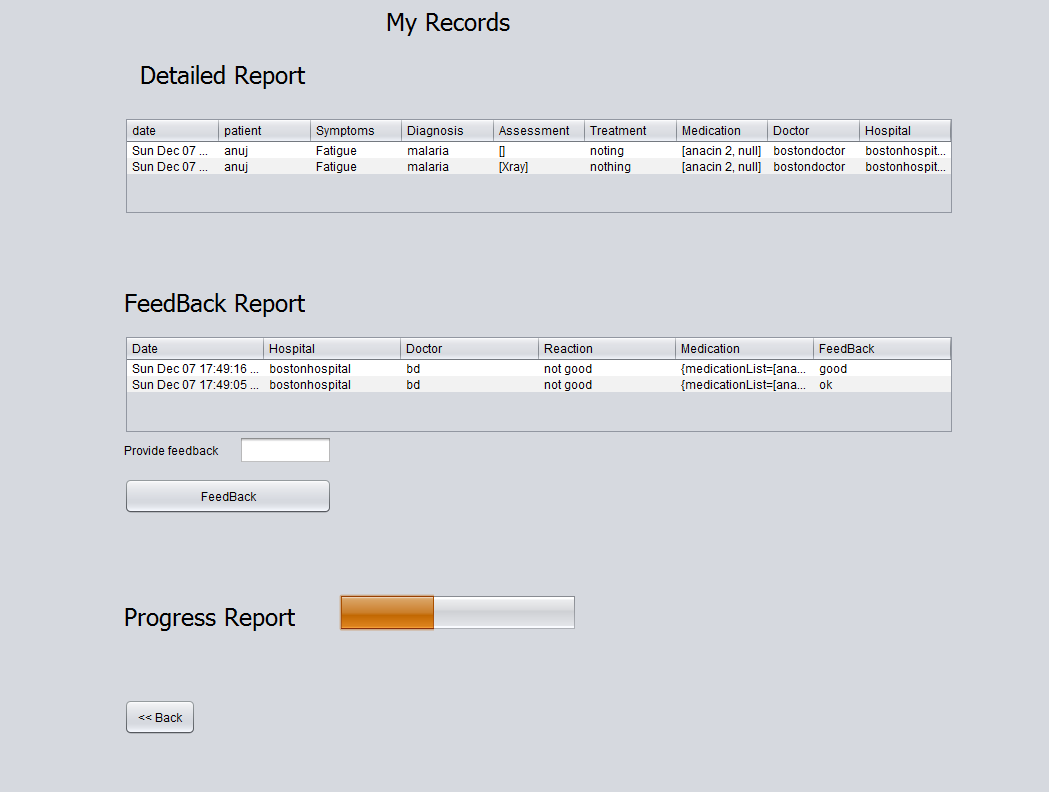 My Records
Detailed Report
date patient Symptoms Diagnosis Assessment Treatment Medication Doctor Hospital
Sun Dec 07 ... anuj Fatigue malaria [] noting [anacin 2, null] bostondoctor bostonhospit...
Sun Dec 07 ... anuj Fatigue malaria [Xray] nothing [anacin 2, null] bostondoctor bostonhospit...
FeedBack Report
Date Hospital Doctor Reaction Medication FeedBack
Sun Dec 07 17:49:16 ... bostonhospital bd not good {medicationList=[ana... good
Sun Dec 07 17:49:05 ... bostonhospital bd not good {medicationList=[ana... ok
Provide feedback
FeedBack
Progress Report
<< Back